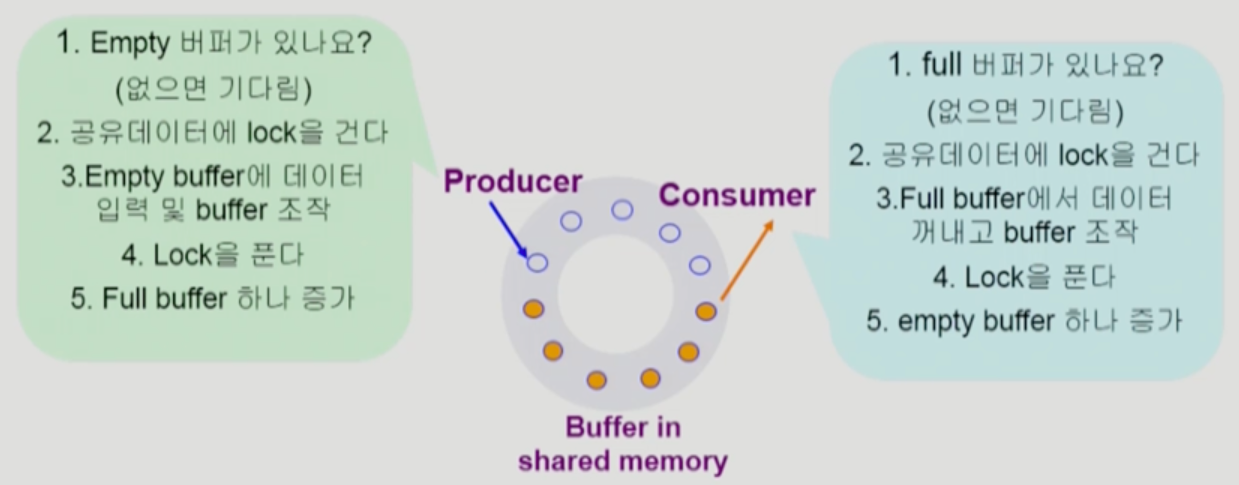 1. Empty 버퍼가 있나요?
(없으면 기다림)
2. 공유데이터에 lock을 건다
3.Empty buffer에 데이터
입력 및 buffer 조작
4. Lock을 푼다
5. Full buffer 하나 증가
Producer
Consumer
Buffer in
shared memory
1. full 버퍼가 있나요?
(없으면 기다림)
2. 공유데이터에 lock을 건다
3.Full buffer에서 데이터
꺼내고 buffer 조작
4. Lock을 푼다
5. empty buffer 하나 증가